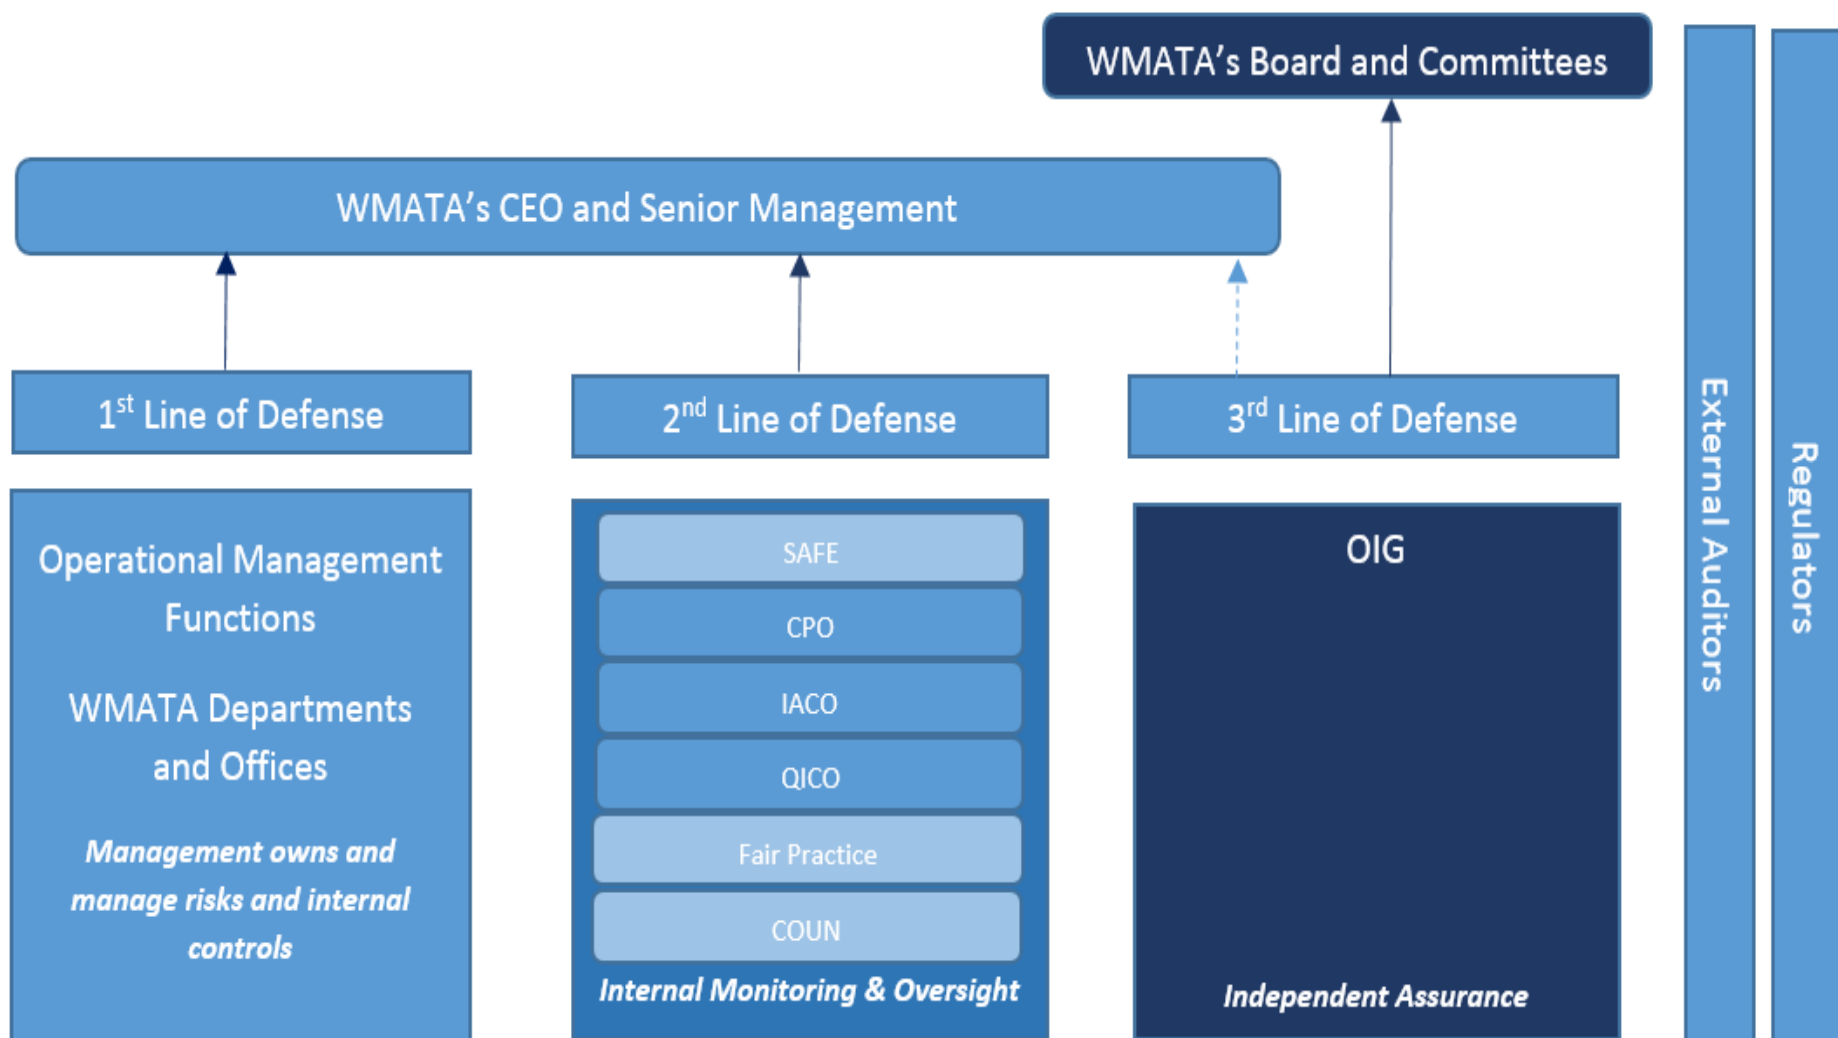 WMATA's Board and Committees
WMATA's CEO and Senior Management
1st Line of Defense
2nd Line of Defense
3rd Line of Defense
Operational Management
Functions
WMATA Departments
and Offices
Management owns and
manage risks and internal
controls
SAFE
CPO
IACO
QICO
Fair Practice
COUN
Internal Monitoring & Oversight
OIG
Independent Assurance
External Auditors
Regulators